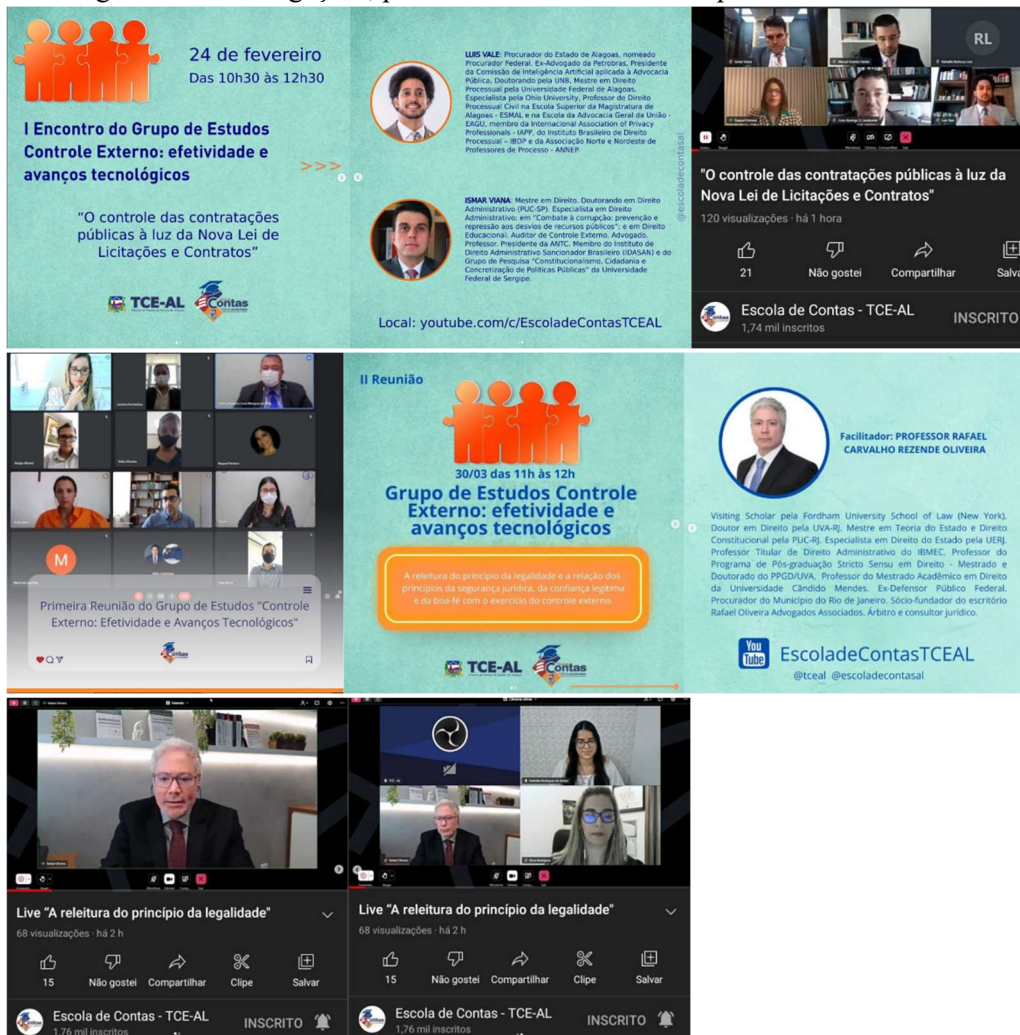 24 de fevereiro
Das 10h30 às 12h30
I Encontro do Grupo de Estudos
Controle Externo: efetividade e
avanços tecnológicos
>>>
“O controle das contratações
públicas à luz da Nova Lei de
Licitações e Contratos”
TCE-AL
Contas
LUIS VALE: Procurador do Estado de Alagoas, nomeado
Procurador Federal. Ex-Advogado da Petrobras, Presidente
da Comissão de Inteligência Artificial aplicada à Advocacia
Pública, Doutorando pela UNB, Mestre em Direito
Processual pela Universidade Federal de Alagoas,
Especialista pela Ohio University, Professor de Direito
Processual Civil na Escola Superior da Magistratura de
Alagoas - ESMAL e na Escola da Advocacia Geral da União -
EAGU, membro da Internacional Association of Privacy
Professionals - IAPP, do Instituto Brasileiro de Direito
Processual – IBDP e da Associação Norte e Nordeste de
Professores de Processo - ANNEP.
@escoladecontasal
ISMAR VIANA: Mestre em Direito. Doutorando em Direito
Administrativo (PUC-SP). Especialista em Direito
Administrativo; em “Combate à corrupção: prevenção e
repressão aos desvios de recursos públicos”; e em Direito
Educacional. Auditor de Controle Externo. Advogado.
Professor. Presidente da ANTC. Membro do Instituto de
Direito Administrativo Sancionador Brasileiro (IDASAN) e do
Grupo de Pesquisa “Constitucionalismo, Cidadania e
Concretização de Políticas Públicas” da Universidade
Federal de Sergipe.
Local: youtube.com/c/EscoladeContasTCEAL
RL
"O controle das contratações públicas à luz da
Nova Lei de Licitações e Contratos"
120 visualizações · há 1 hora
21 Não gostei Compartilhar Salva
Escola de Contas - TCE-AL INSCRITO
1,74 mil inscritos
M
Primeira Reunião do Grupo de Estudos "Controle
Externo: Efetividade e Avanços Tecnológicos"
Contas
II Reunião
30/03 das 11h às 12h
Grupo de Estudos Controle
Externo: efetividade e
avanços tecnológicos
A releitura do princípio da legalidade e a relação dos
princípios da segurança jurídica, da confiança legítima
e da boa-fé com o exercício do controle externo.
TCE-AL
Contas
Facilitador: PROFESSOR RAFAEL
CARVALHO REZENDE OLIVEIRA
Visiting Scholar pela Fordham University School of Law (New York).
Doutor em Direito pela UVA-RJ. Mestre em Teoria do Estado e Direito
Constitucional pela PUC-RJ. Especialista em Direito do Estado pela UERJ.
Professor Titular de Direito Administrativo do IBMEC. Professor do
Programa de Pós-graduação Stricto Sensu em Direito - Mestrado e
Doutorado do PPGD/UVA, Professor do Mestrado Acadêmico em Direito
da Universidade Cândido Mendes. Ex-Defensor Público Federal.
Procurador do Município do Rio de Janeiro. Sócio-fundador do escritório
Rafael Oliveira Advogados Associados. Árbitro e consultor jurídico.
You
Tube
EscoladeContasTCEAL
@tceal @escoladecontasal
Live “A releitura do princípio da legalidade"
68 visualizações · há 2 h
15 Não gostei Compartilhar Clipe Salvar
Escola de Contas - TCE-AL INSCRITO
1,76 mil inscritos
Live “A releitura do princípio da legalidade"
68 visualizações · há 2 h
15 Não gostei Compartilhar Clipe Salvar
Escola de Contas - TCE-AL INSCRITO
1,76 mil inscritos